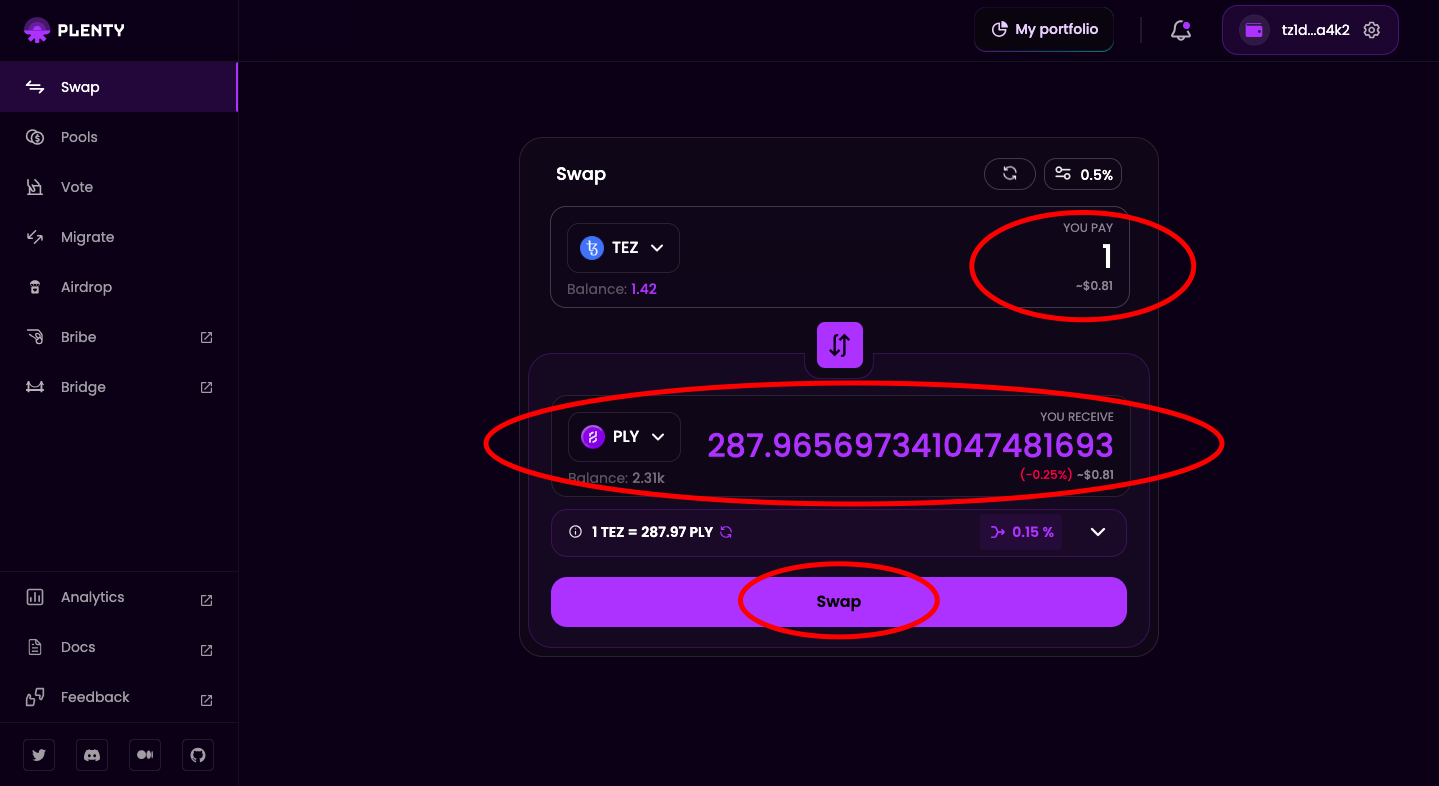 PLENTY
My portfolio
tz1d...a4k2
Swap
Pools
Vote
Migrate
Airdrop
Bribe
Bridge
Analytics
Docs
Feedback
Swap
0.5%
TEZ
YOU PAY
1
Balance: 1.42
~$0.81
PLY
YOU RECEIVE
287.965697341047481693
Balance: 2.31k
(-0.25%) ~$0.81
1 TEZ = 287.97 PLY
0.15 %
Swap